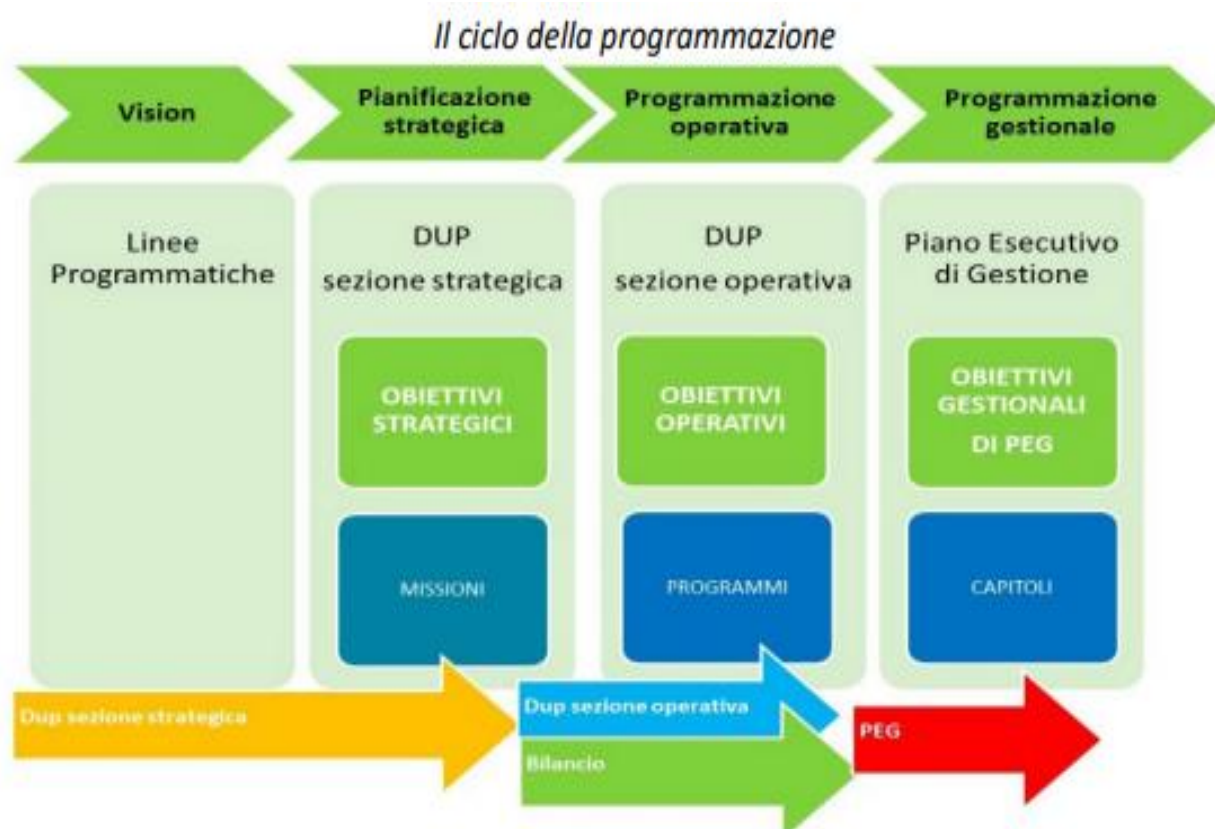 Il ciclo della programmazione
Vision
Pianificazione
strategica
Programmazione
operativa
Programmazione
gestionale
Linee
Programmatiche
DUP
sezione strategica
DUP
sezione operativa
Piano Esecutivo
di Gestione
OBIETTIVI
STRATEGICI
OBIETTIVI
OPERATIVI
OBIETTIVI
GESTIONALI
DI PEG
MISSIONI
PROGRAMMI
CAPITOLI
Dup sezione strategica
Dup sezione operativa
Bilancio
PEG